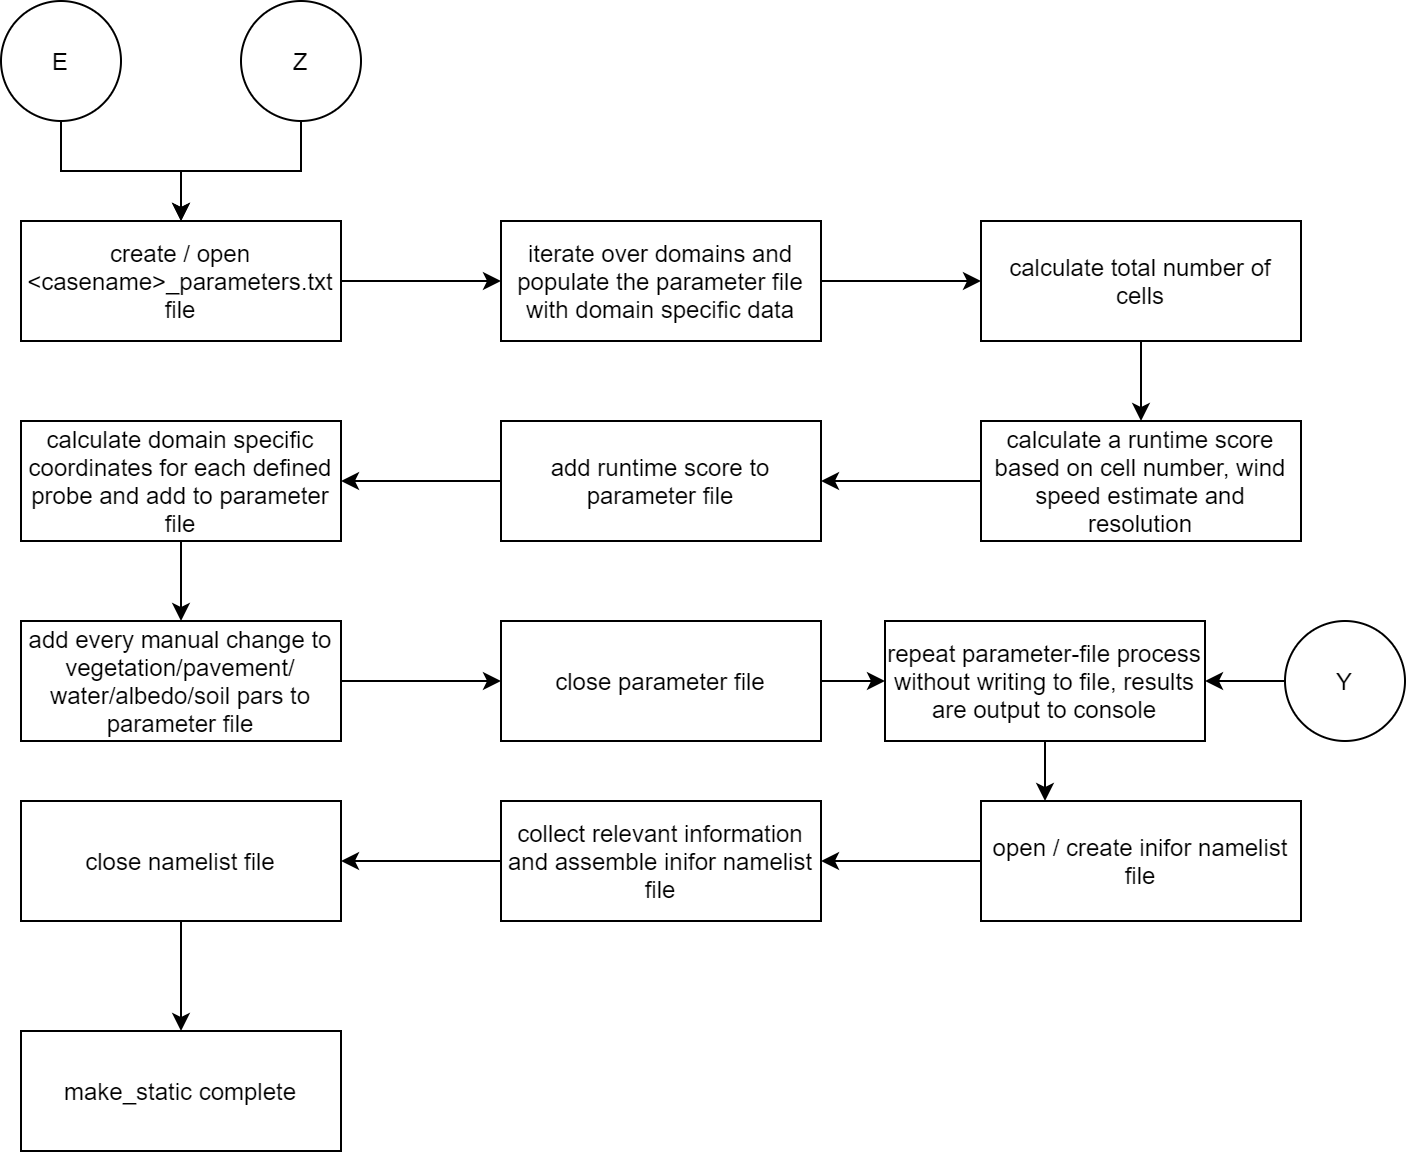 E
Z
create / open
<casename>_parameters.txt
file
iterate over domains and
populate the parameter file
with domain specific data
calculate total number of
cells
calculate a runtime score
based on cell number, wind
speed estimate and
resolution
add runtime score to
parameter file
calculate domain specific
coordinates for each defined
probe and add to parameter
file
add every manual change to
vegetation/pavement/
water/albedo/soil pars to
parameter file
close parameter file
repeat parameter-file process
without writing to file, results
are output to console
Y
open / create inifor namelist
file
collect relevant information
and assemble inifor namelist
file
close namelist file
make_static complete